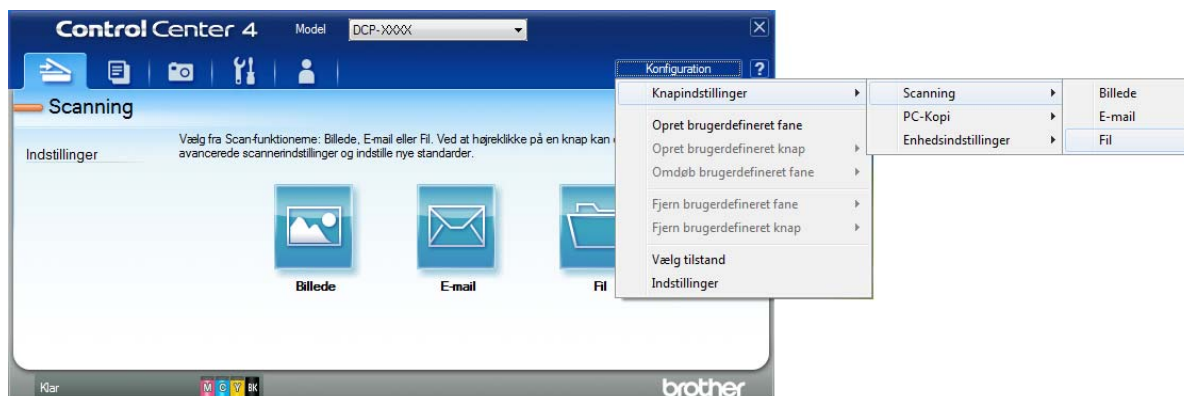 ControlCenter 4
Model
DCP-XXXX
Konfiguration
?
Scanning
Indstillinger
Vælg fra Scan-funktionerne: Billede, E-mail eller Fil. Ved at højreklikke på en knap kan
avancerede scannerindstillinger og indstille nye standarder.
Billede
E-mail
Fil
Knapindstillinger
Opret brugerdefineret fane
Opret brugerdefineret knap
Omdøb brugerdefineret fane
Fjern brugerdefineret fane
Fjern brugerdefineret knap
Vælg tilstand
Indstillinger
Scanning
PC-Kopi
Enhedsindstillinger
Billede
E-mail
Fil
Klar
M C Y BK
brother